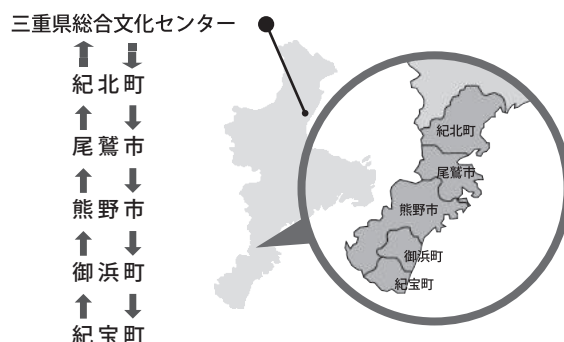 三重県総合文化センター
紀北町
尾鷲市
熊野市
御浜町
紀宝町
紀北町
尾鷲市
熊野市
御浜町
紀宝町